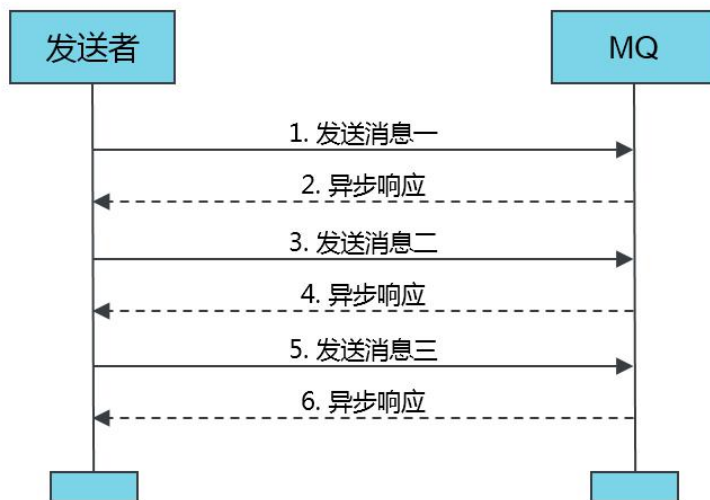 发送者
MQ
1. 发送消息一
2. 异步响应
3. 发送消息二
4. 异步响应
5. 发送消息三
6. 异步响应